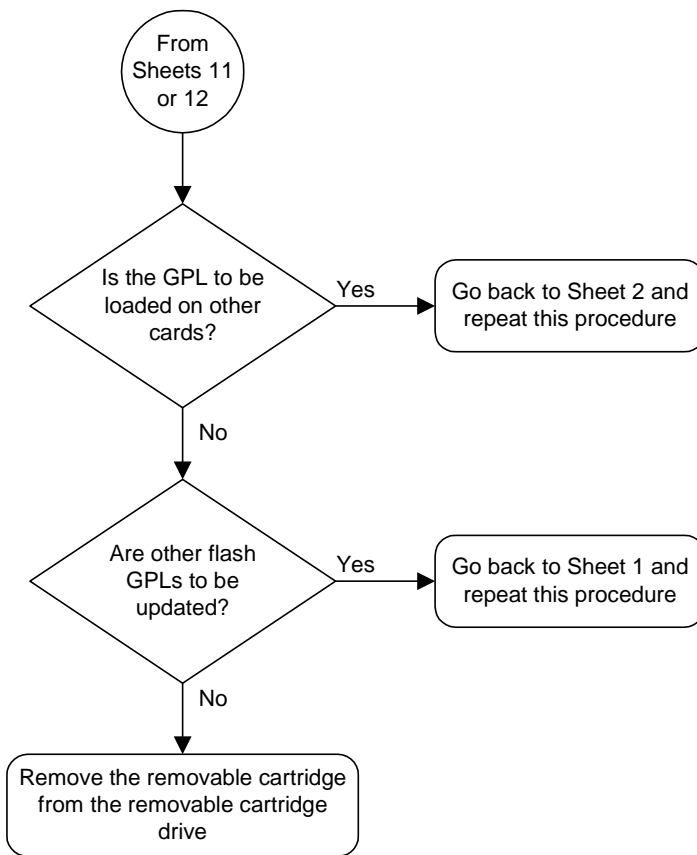 From
Sheets 11
or 12
Is the GPL to be
loaded on other
cards?
Yes
Go back to Sheet 2 and
repeat this procedure
No
Are other flash
GPLs to be
updated?
Yes
Go back to Sheet 1 and
repeat this procedure
No
Remove the removable cartridge
from the removable cartridge
drive